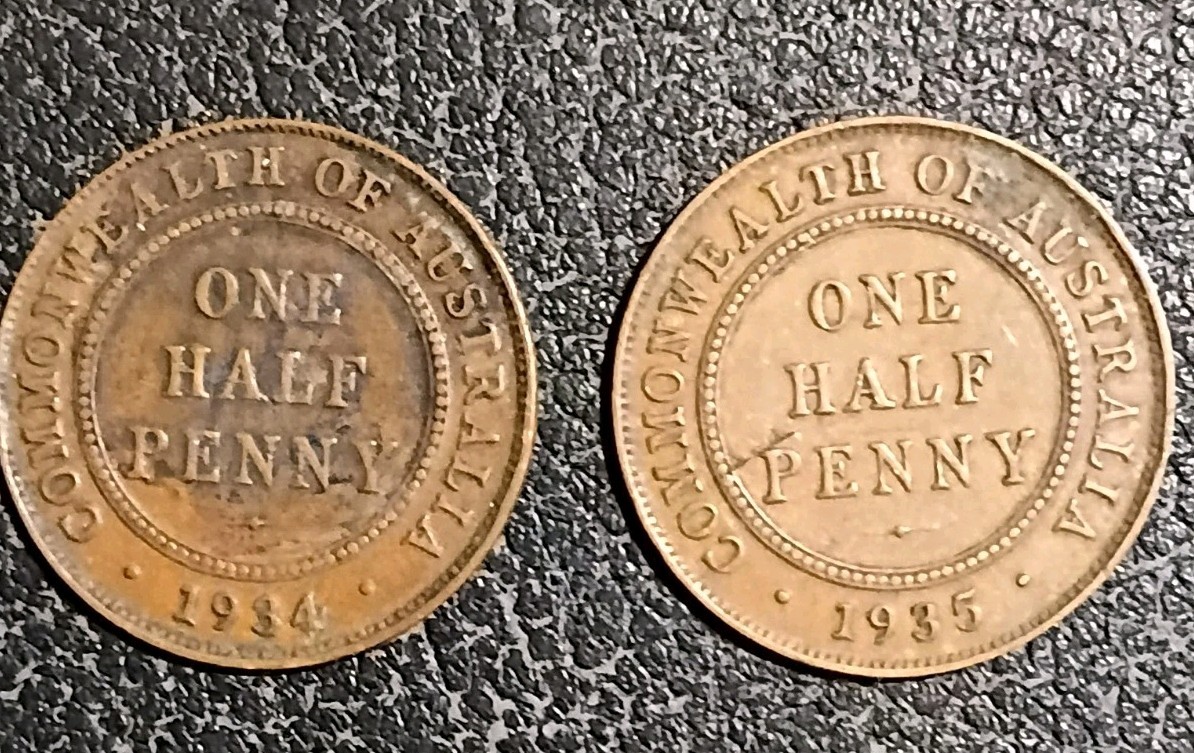 COMMONWEALTH OF AUSTRALIA
ONE
HALF
PENNY
1934
COMMONWEALTH OF AUSTRALIA
ONE
HALF
PENNY
1935